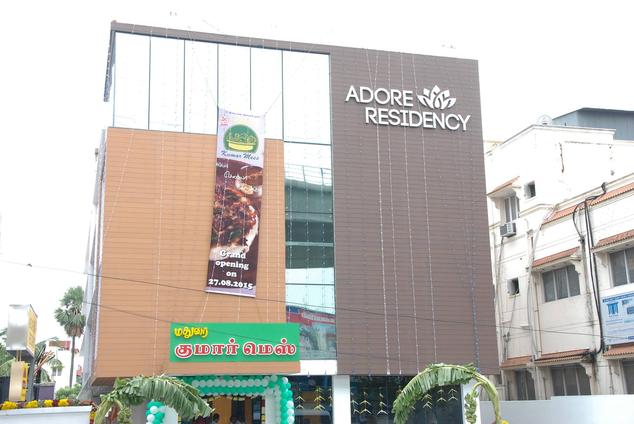 ADORE
RESIDENCY
Kumar Mess
Grand
opening
on
27.08.2015
மதுரை
குமார் மெஸ்